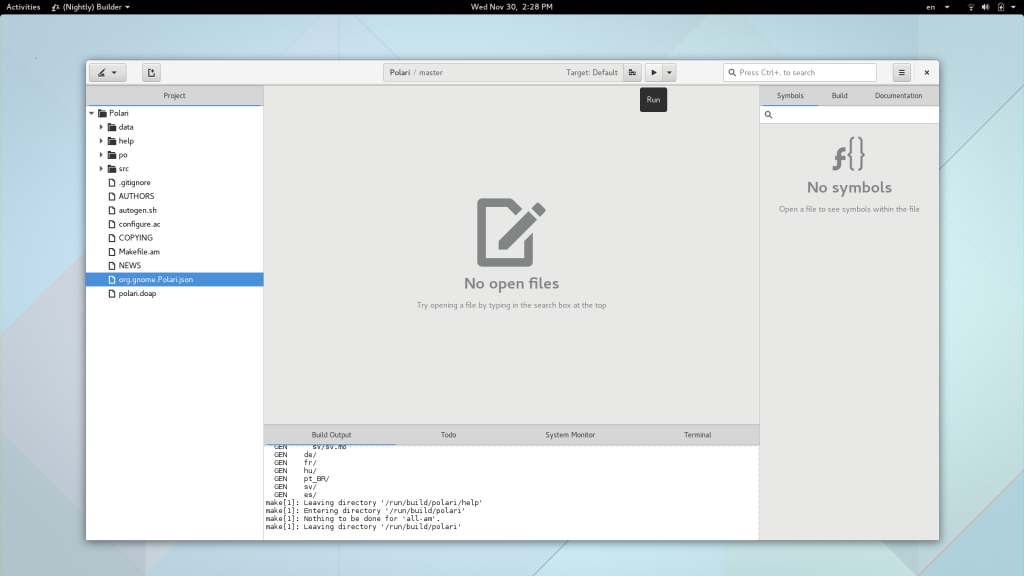 Activities
(Nightly) Builder
Wed Nov 30, 2:28 PM
en
Polari / master
Target: Default
Press Ctrl+. to search
Run
Project
Polari
data
help
po
src
.gitignore
AUTHORS
autogen.sh
configure.ac
COPYING
Makefile.am
NEWS
org.gnome.Polari.json
polari.doap
No open files
Try opening a file by typing in the search box at the top
Build Output
Todo
System Monitor
Terminal
GEN sv/sv.mo
GEN de/
GEN fr/
GEN hu/
GEN pt_BR/
GEN sv/
GEN es/
make[1]: Leaving directory '/run/build/polari/help'
make[1]: Entering directory '/run/build/polari'
make[1]: Nothing to be done for 'all-am'.
make[1]: Leaving directory '/run/build/polari'
Symbols
Build
Documentation
f{}
No symbols
Open a file to see symbols within the file